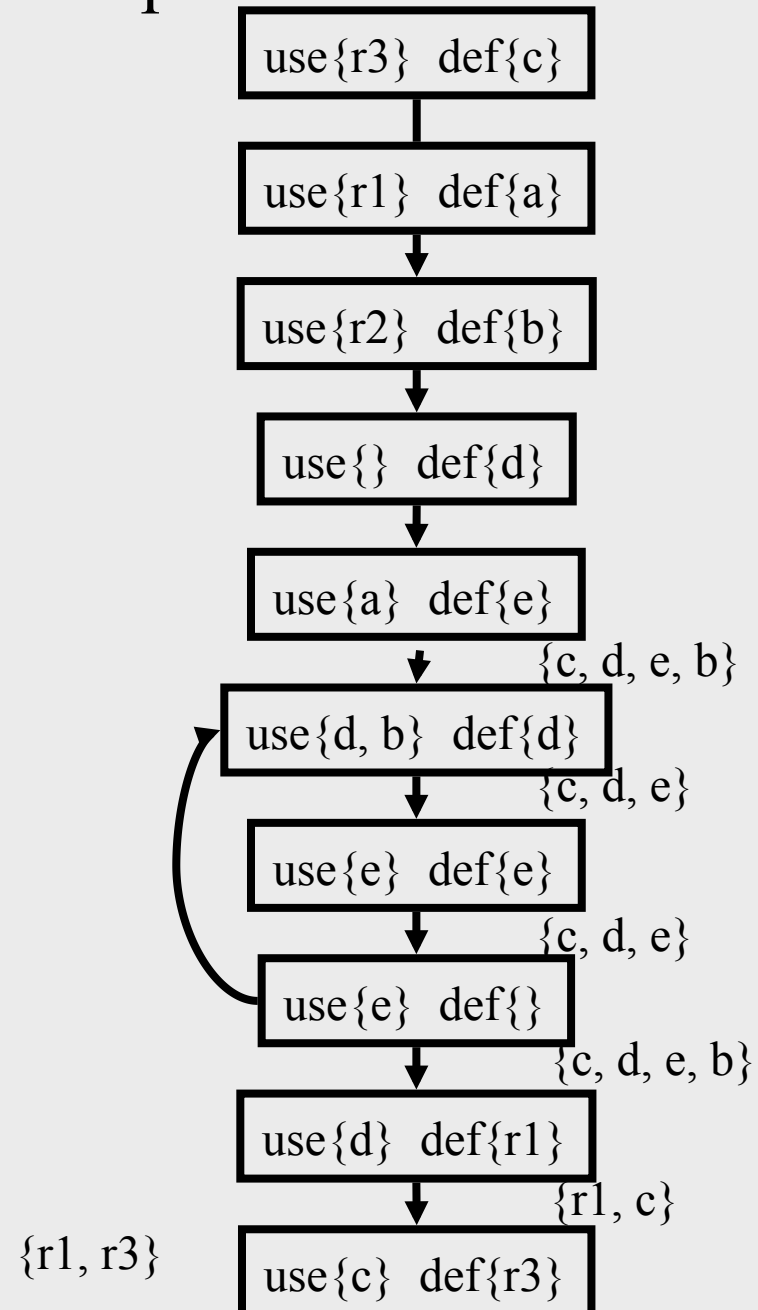 use{r3} def{c}
use{r1} def{a}
use{r2} def{b}
use{} def{d}
use{a} def{e}
{c, d, e, b}
use{d, b} def{d}
{c, d, e}
use{e} def{e}
{c, d, e}
use{e} def{}
{c, d, e, b}
use{d} def{r1}
{r1, c}
{r1, r3}
use{c} def{r3}